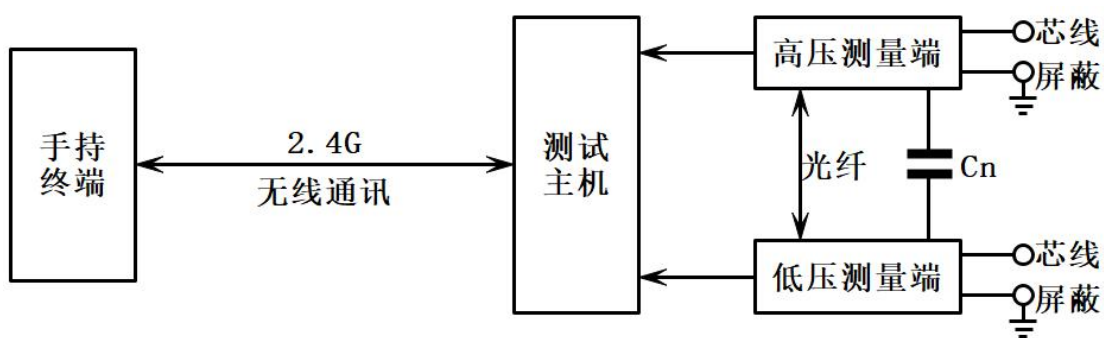 手持
终端
2.4G
无线通讯
测试
主机
高压测量端
芯线
屏蔽
光纤
Cn
低压测量端
芯线
屏蔽